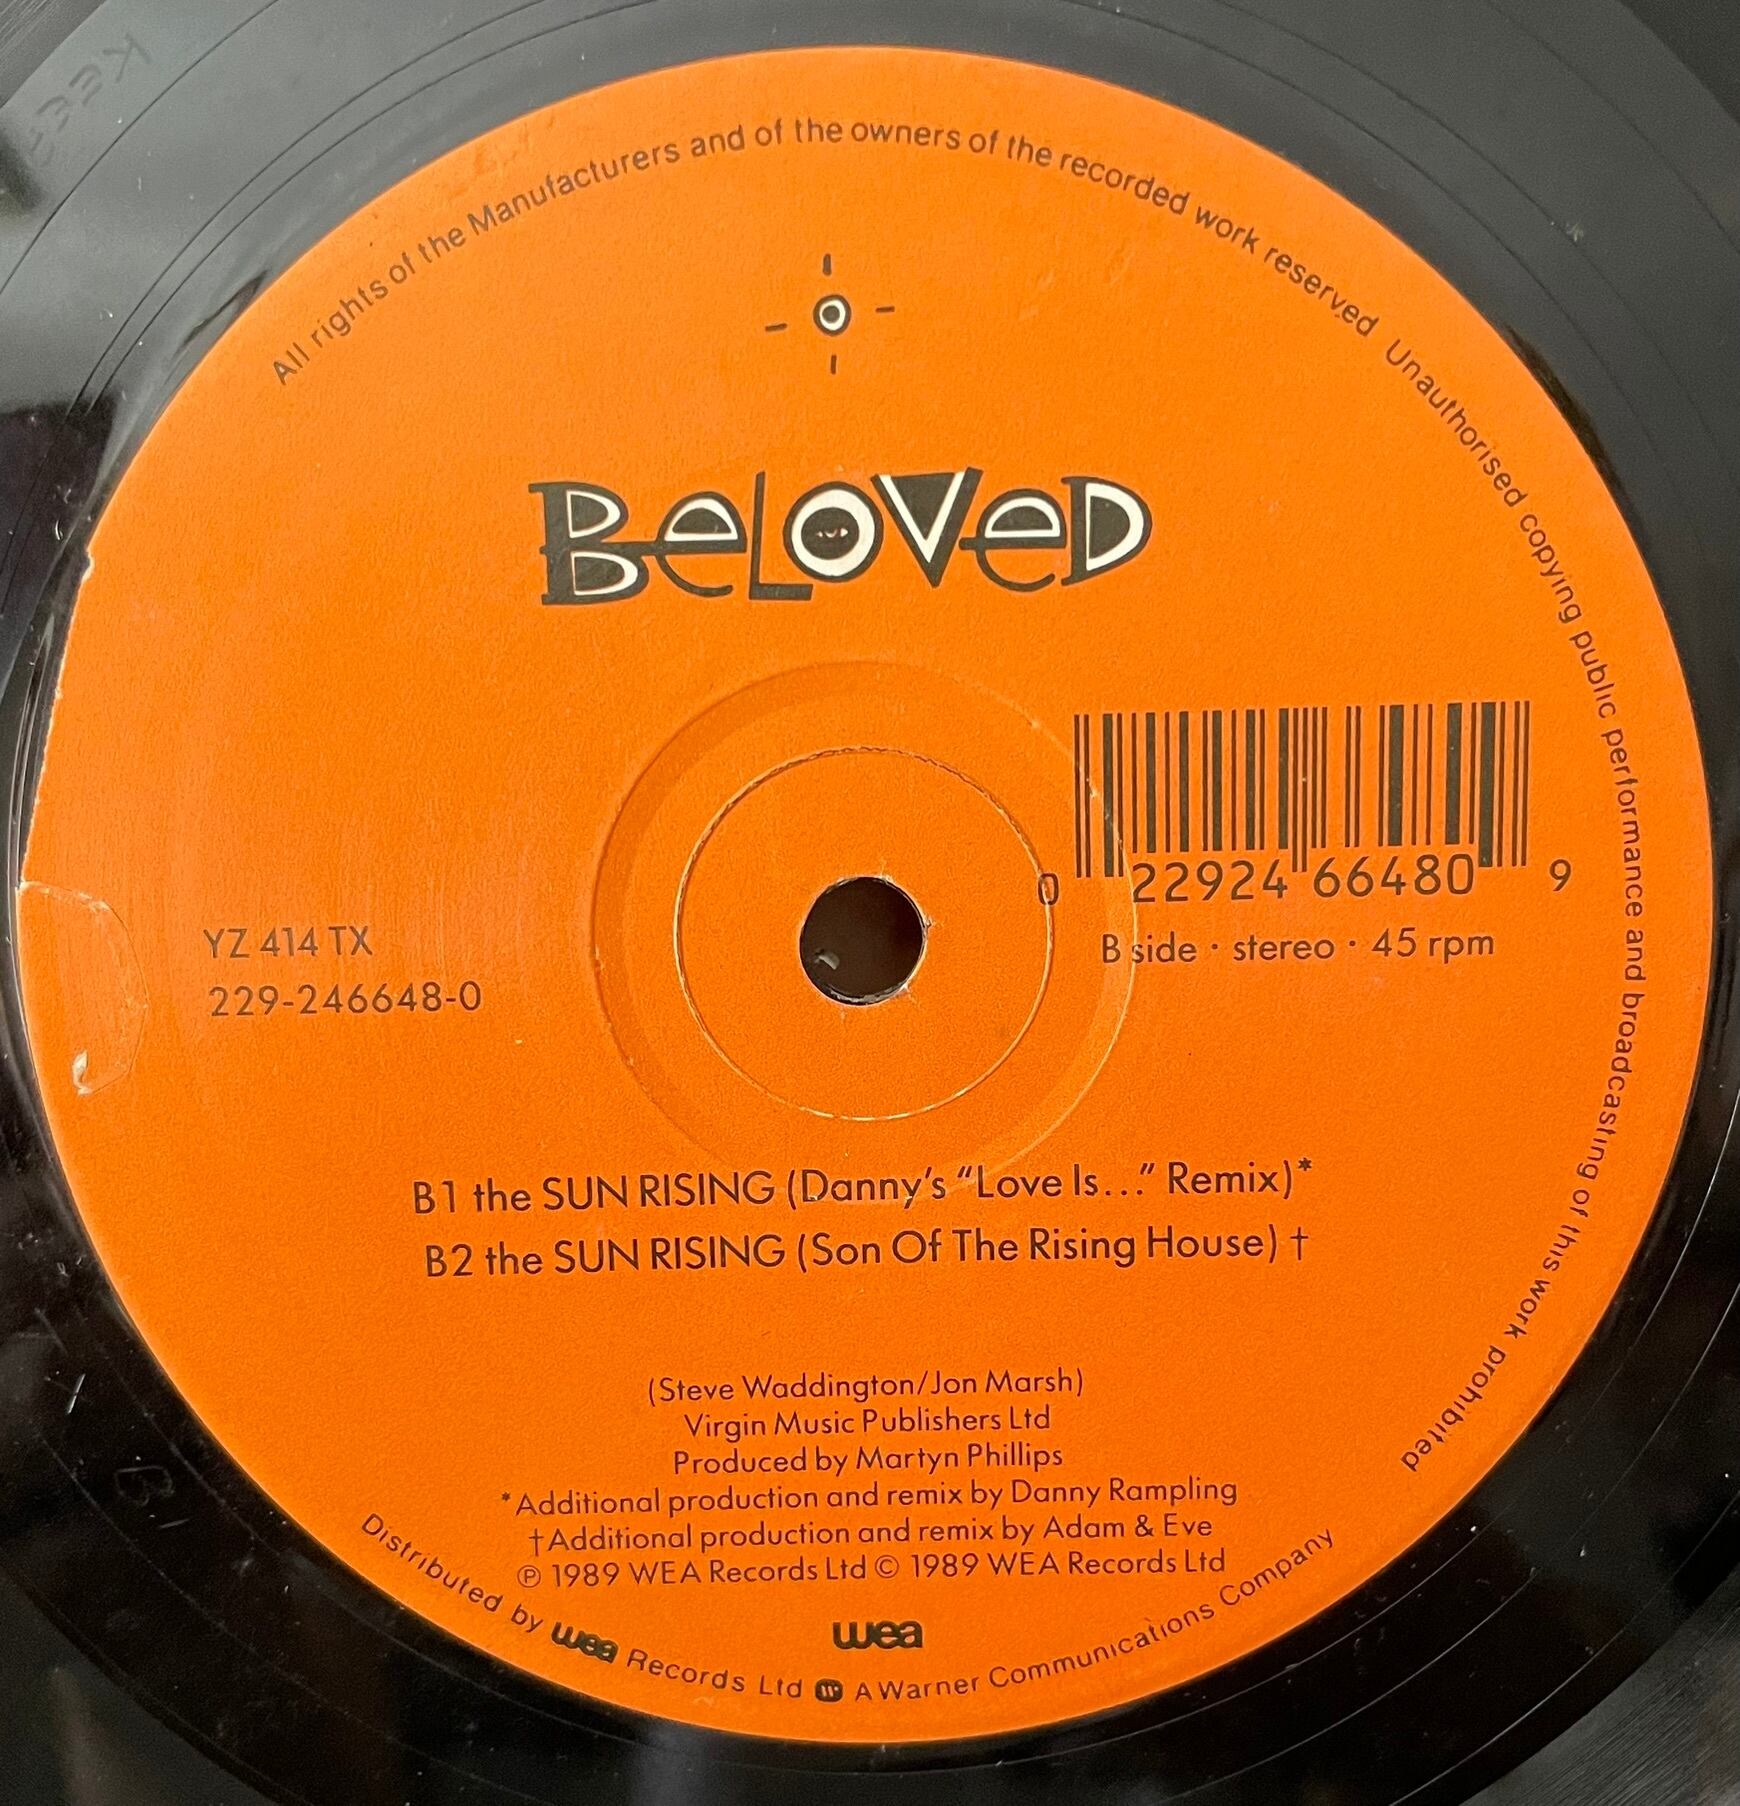 All rights of the Manufacturers and of the owners of the recorded work reserved Unauthorised copying public performance and broadcasting of this work prohibited
BeLoVeD
0 22924 66480 9
YZ 414 TX
229-246648-0
B side · stereo · 45 rpm
B1 the SUN RISING (Danny's “Love Is...” Remix)*
B2 the SUN RISING (Son Of The Rising House) †
(Steve Waddington/Jon Marsh)
Virgin Music Publishers Ltd
Produced by Martyn Phillips
*Additional production and remix by Danny Rampling
†Additional production and remix by Adam & Eve
℗ 1989 WEA Records Ltd © 1989 WEA Records Ltd
wea
Distributed by wea Records Ltd A Warner Communications Company